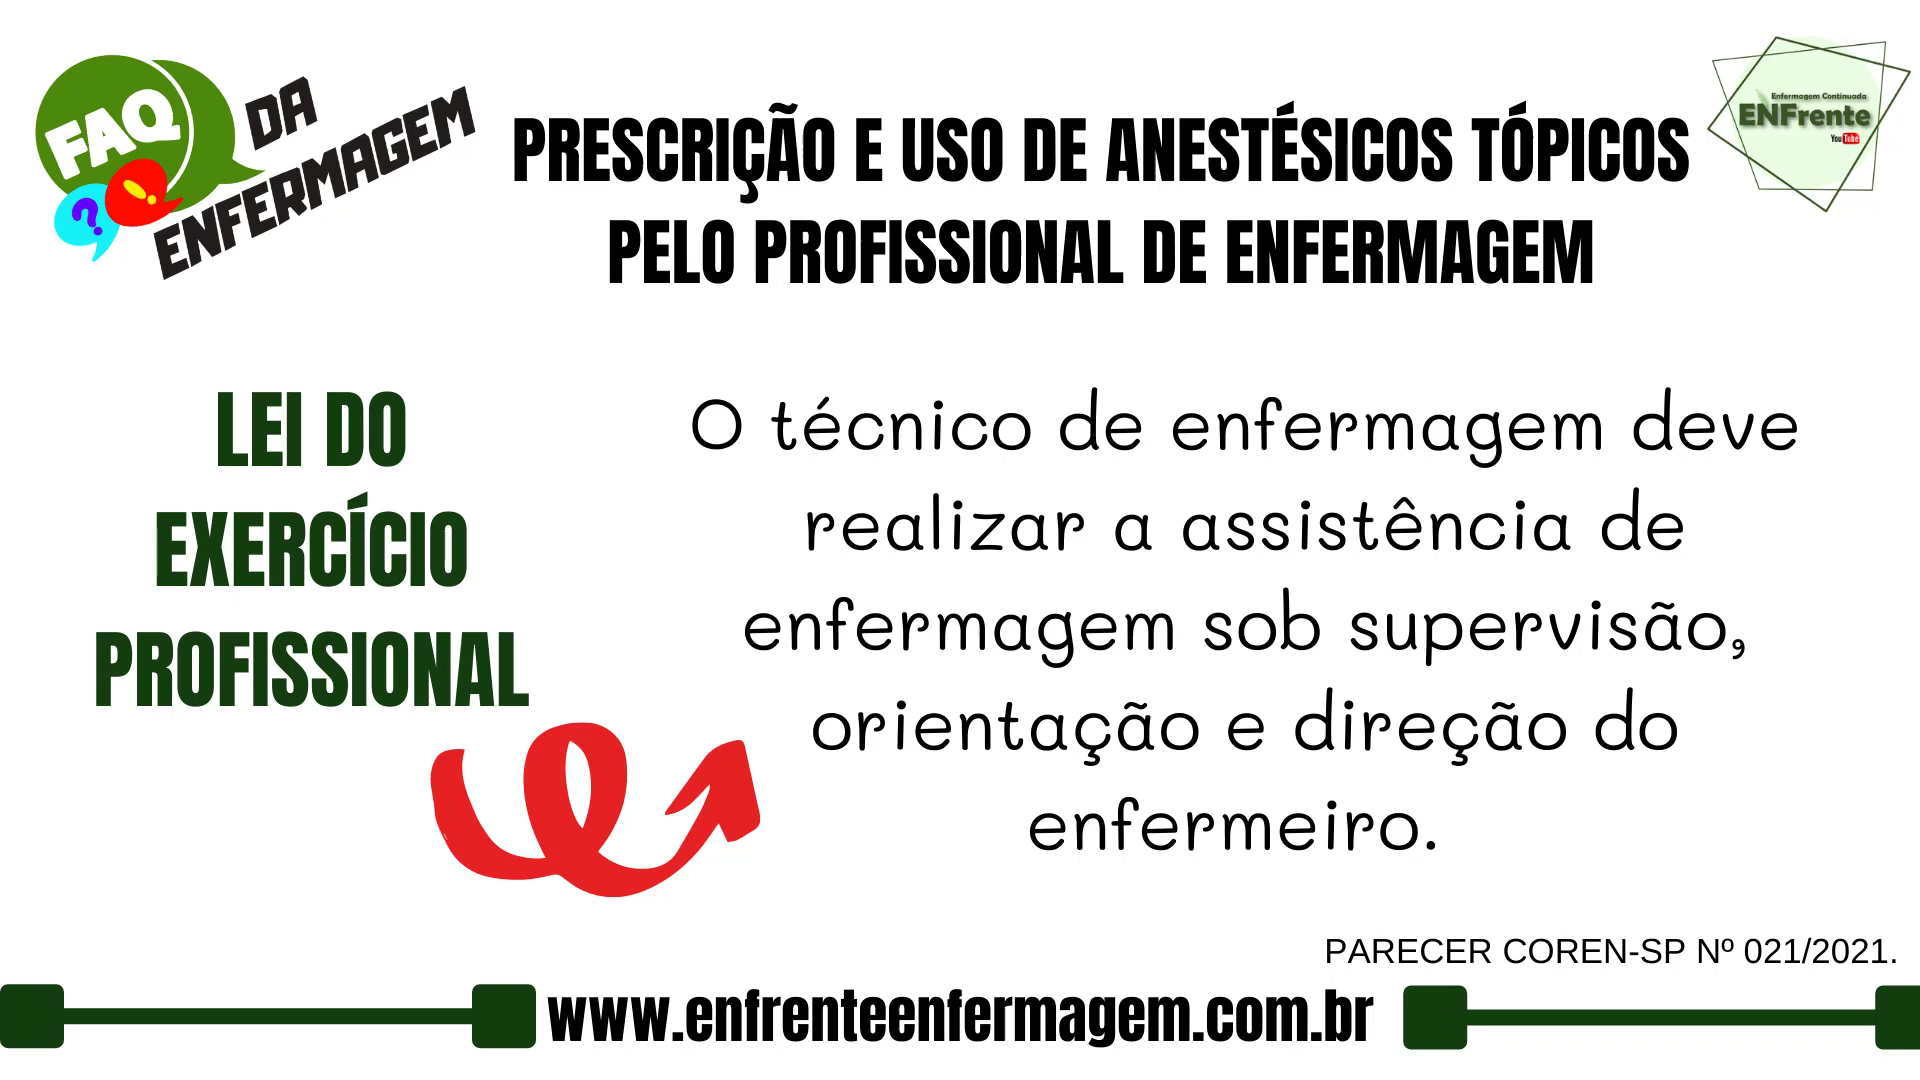 FAQ
DA
ENFERMAGEM
? !
PRESCRIÇÃO E USO DE ANESTÉSICOS TÓPICOS
PELO PROFISSIONAL DE ENFERMAGEM
Enfermagem Continuada
ENFrente
YouTube
LEI DO
EXERCÍCIO
PROFISSIONAL
O técnico de enfermagem deve
realizar a assistência de
enfermagem sob supervisão,
orientação e direção do
enfermeiro.
PARECER COREN-SP Nº 021/2021.
www.enfrenteenfermagem.com.br